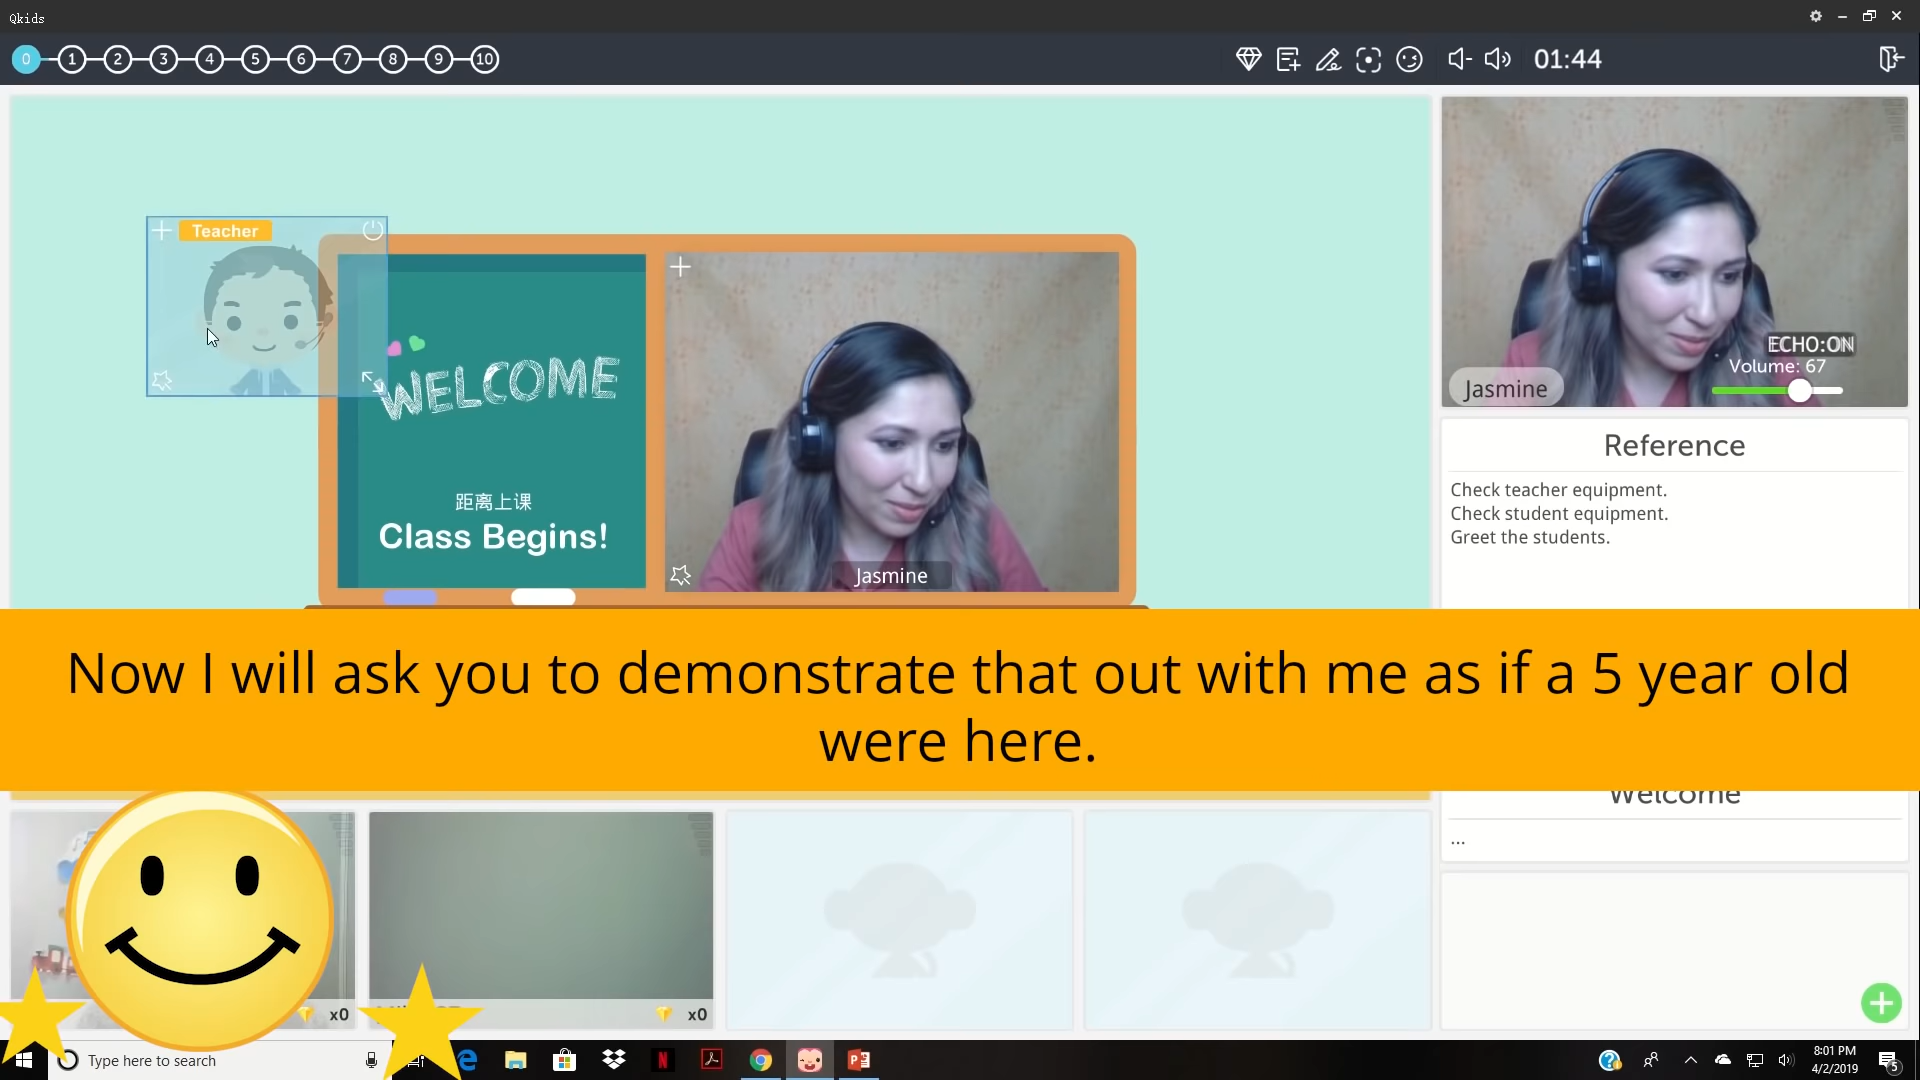 Qkids
0 1 2 3 4 5 6 7 8 9 10
01:44
Teacher
WELCOME
距离上课
Class Begins!
Jasmine
ECHO:ON
Volume: 67
Jasmine
Reference
Check teacher equipment.
Check student equipment.
Greet the students.
Now I will ask you to demonstrate that out with me as if a 5 year old
were here.
Welcome
...
x0
x0
Type here to search
8:01 PM
4/2/2019
5